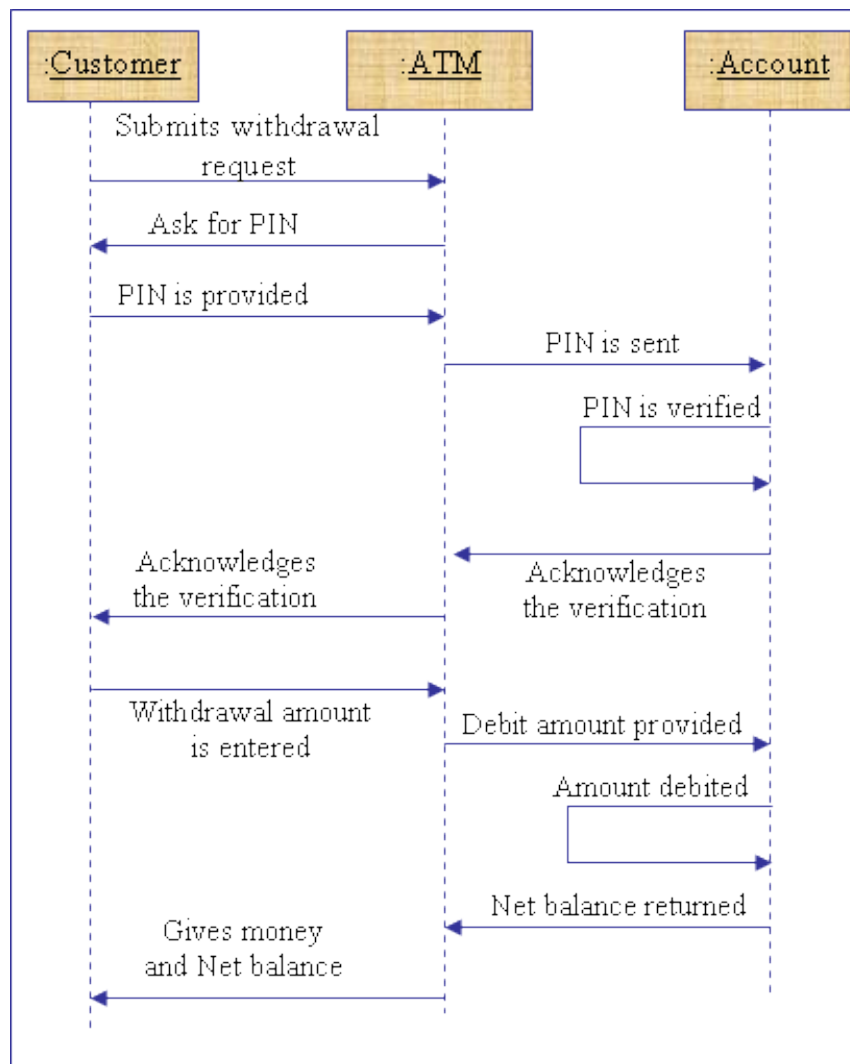 :Customer
:ATM
:Account
Submits withdrawal
request
Ask for PIN
PIN is provided
PIN is sent
PIN is verified
Acknowledges
the verification
Acknowledges
the verification
Withdrawal amount
is entered
Debit amount provided
Amount debited
Net balance returned
Gives money
and Net balance